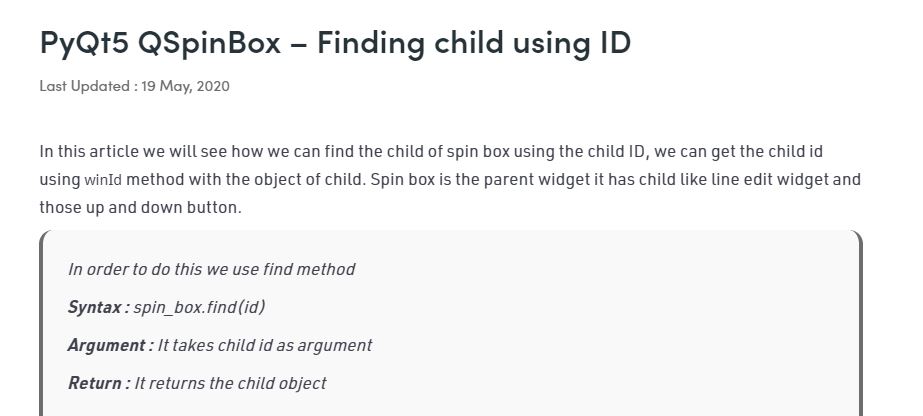 PyQt5 QSpinBox – Finding child using ID
Last Updated : 19 May, 2020
In this article we will see how we can find the child of spin box using the child ID, we can get the child id
using winId method with the object of child. Spin box is the parent widget it has child like line edit widget and
those up and down button.
In order to do this we use find method
Syntax : spin_box.find(id)
Argument : It takes child id as argument
Return : It returns the child object